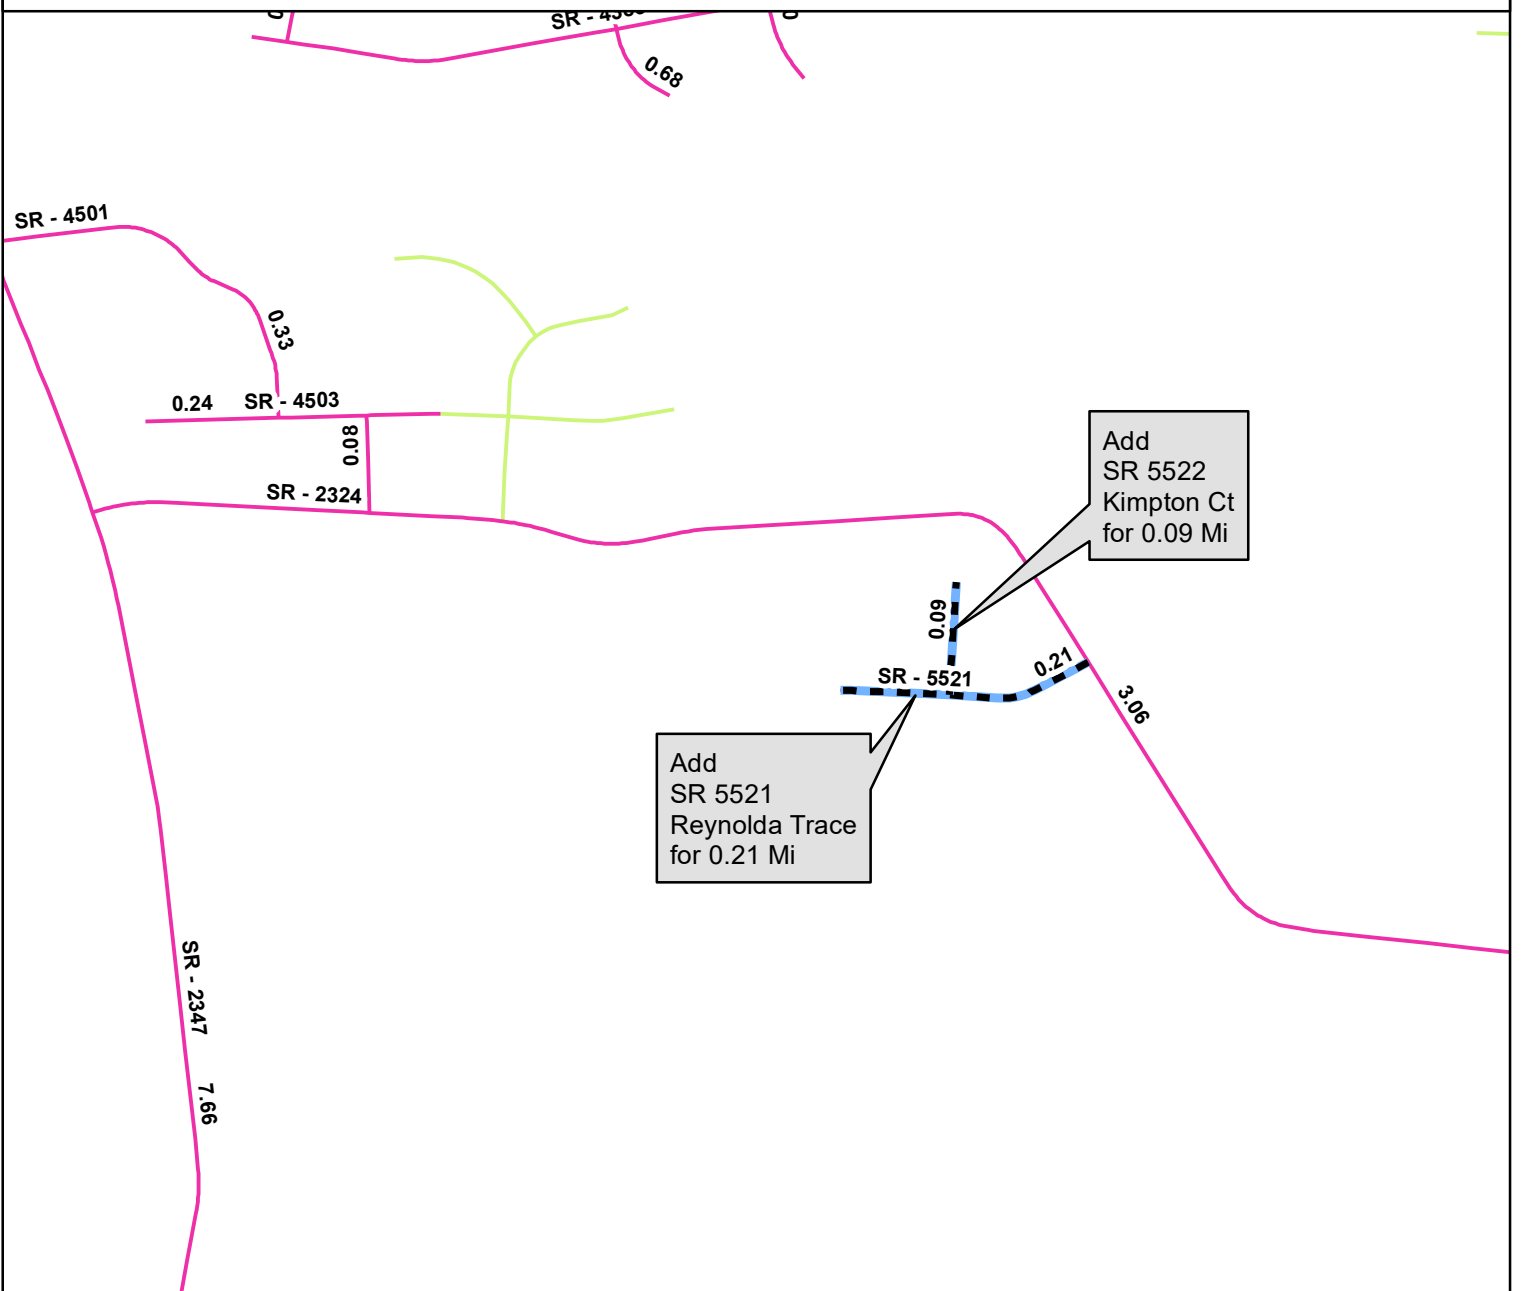 0.68
SR - 4501
0.33
0.24
SR - 4503
0.08
SR - 2324
Add
SR 5522
Kimpton Ct
for 0.09 Mi
0.09
SR - 5521
0.21
3.06
Add
SR 5521
Reynolda Trace
for 0.21 Mi
SR - 2347
7.66